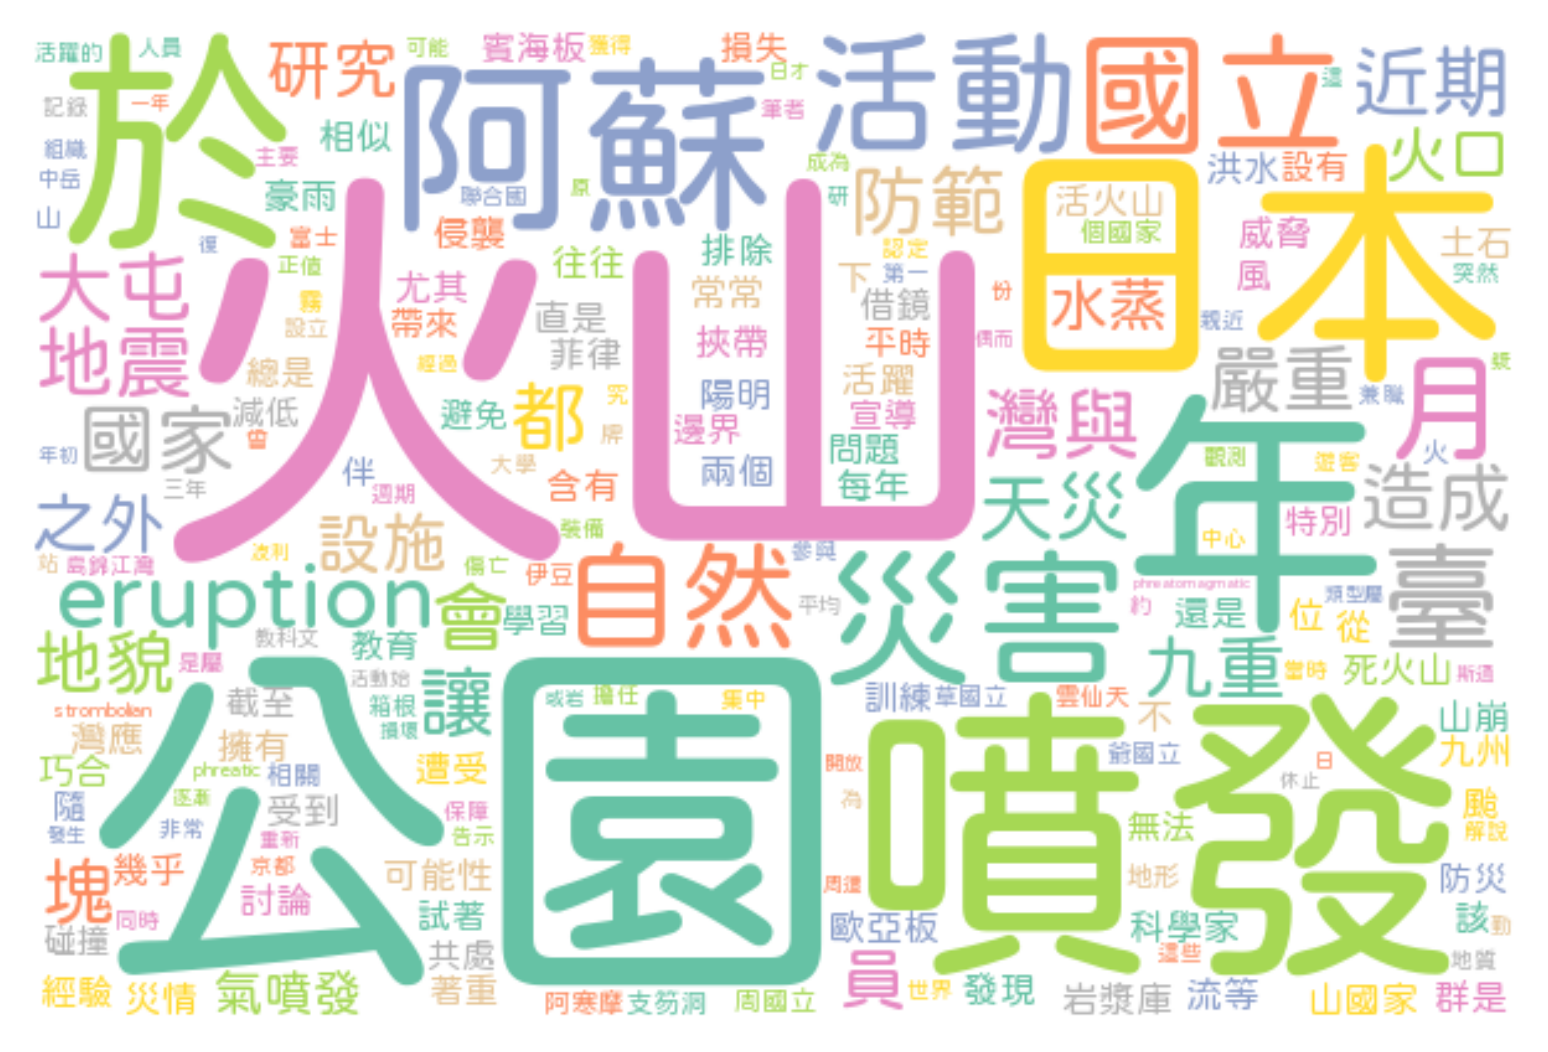 活躍的
人員
記錄
一年
組織
中岳
山
主要
於
研究
可能
賓海板
獲得
損失
日才
筆者
相似
豪雨
復
富士
阿蘇
聯合國
原
侵襲
成為
研
活動
國立
這
近期
洪水
設有
火口
防範
日本
活火山
個國家
水蒸
威脅
風
土石
突然
親近
大屯
地震
正值
霧
設立
總是
減低
國家
三年
年初
之外
站
島錦江灣
火山
尤其
帶來
經過
往往
直是
菲律
排除
常常
挾帶
陽明
邊界
兩個
認定
第一
下
借鏡
平時
份
偶而
活躍
宣導
問題
每年
避免
都
究
牌
大學
含有
伴
週期
裝備
設施
傷亡
伊豆
灣與
天災
嚴重
兼職
月
火
觀測
遊客
特別
中心
年
造成
臺
phreatomagmatic
約
還是
類型屬
位
從
eruption
會
學習
自然
參與
平均
災害
九重
當時
死火山
斯通
地貌
是屬
教科文
教育
活動始
箱根
損壞
讓
截至
strombolian
灣應
擁有
巧合
phreatic
相關
隨
逐漸
發生
非常
受到
重新
遭受
保障
告示
公園
擔任
集中
訓練
草國立
雲仙天
不
爺國立
山崩
九州
日
休止
颱
解說
開放
為
噴發
無法
地形
防災
周遭
歐亞板
科學家
這些
該
動
地質
塊
幾乎
京都
同時
討論
可能性
試著
碰撞
共處
著重
經驗
災情
氣噴發
阿寒摩
支笏洞
周國立
員
世界
發現
岩漿庫
流等
山國家
群是